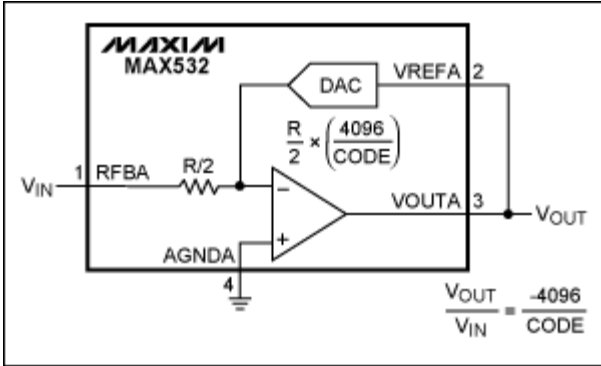 MAXIM
MAX532
DAC
VREFA 2
R/2 × (4096/CODE)
1 RFBA
R/2
VIN
−
+
VOUTA 3
VOUT
AGNDA
4
VOUT/VIN = -4096/CODE